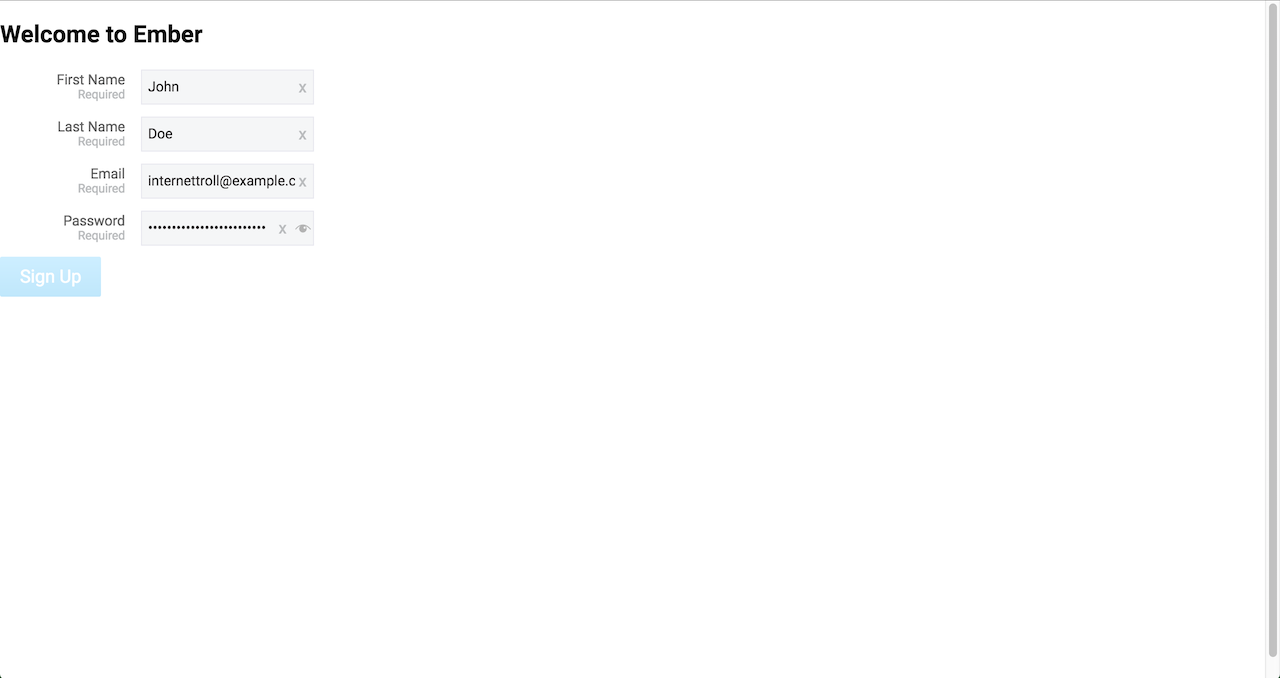 Welcome to Ember
First Name
Required
John x
Last Name
Required
Doe x
Email
Required
internettroll@example.c x
Password
Required
••••••••••••••••••••••••• x
Sign Up